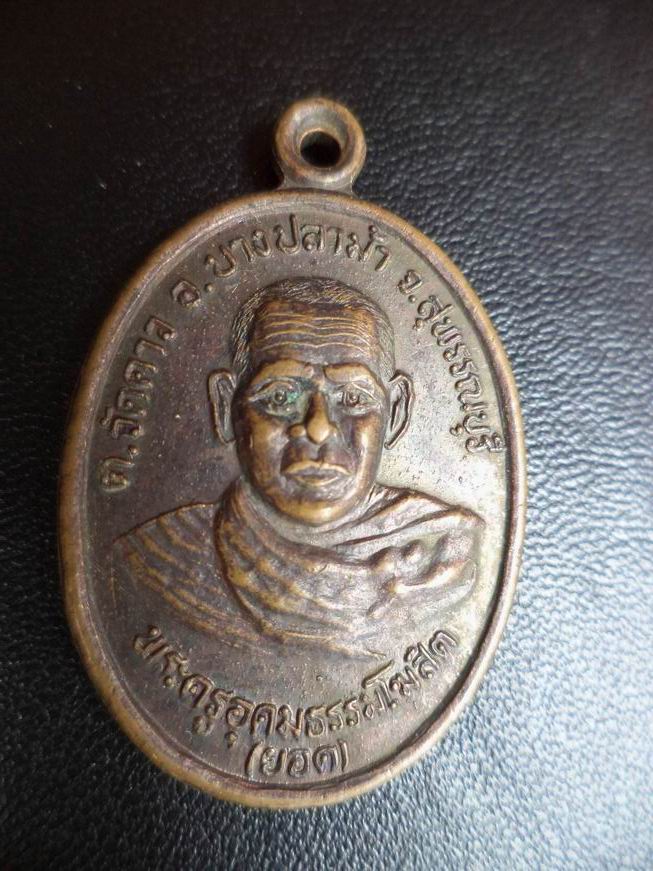 ต.จักดาว อ.บางปลาม้า จ.สุพรรณบุรี
พระครูอุดมธรรมโฆสิต
(ยอด)